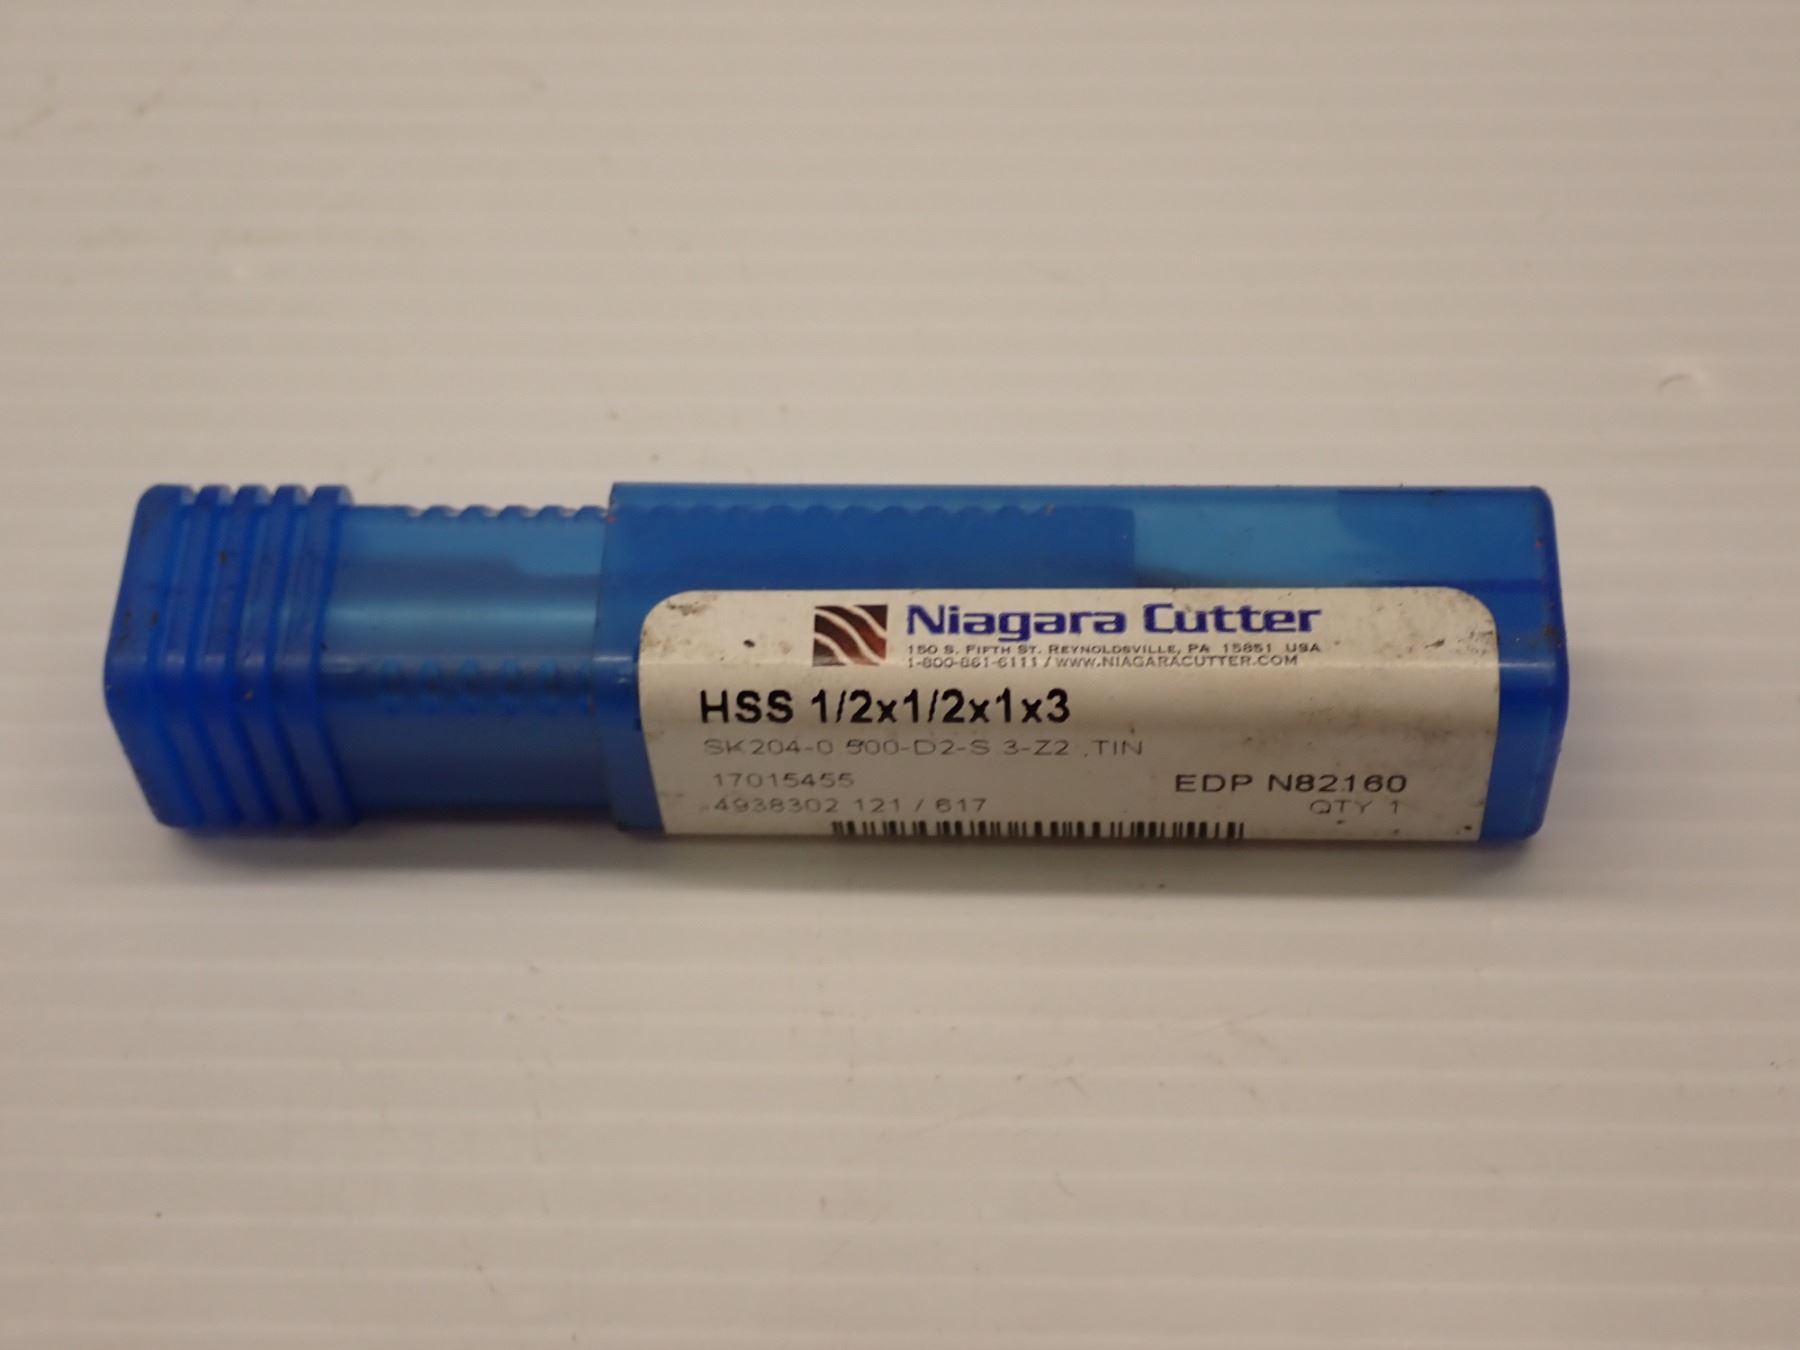 Niagara Cutter
150 S. FIFTH ST. REYNOLDSVILLE, PA 15851 USA
1-800-861-6111 / WWW.NIAGARACUTTER.COM
HSS 1/2x1/2x1x3
SK204-0.500-D2-S.3-Z2 .TIN
17015455
EDP N82160
4938302 121 / 617
QTY 1